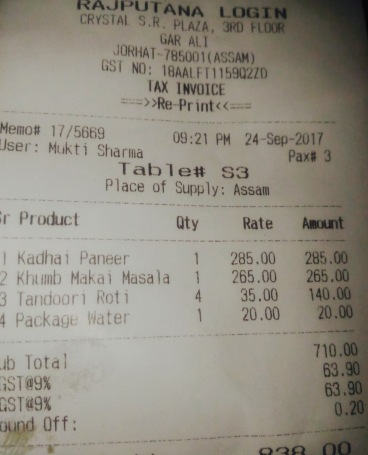 RAJPUTANA LOGIN
CRYSTAL S.R. PLAZA, 3RD FLOOR
GAR ALI
JORHAT-785001(ASSAM)
GST NO: 18AALFT1159Q2ZD
TAX INVOICE
===>>Re-Print<<===
Memo# 17/5669 09:21 PM 24-Sep-2017
User: Mukti Sharma Pax# 3
Table# S3
Place of Supply: Assam
Sr Product Qty Rate Amount
1 Kadhai Paneer 1 285.00 285.00
2 Khumb Makai Masala 1 265.00 265.00
3 Tandoori Roti 4 35.00 140.00
4 Package Water 1 20.00 20.00
ub Total 710.00
GST@9% 63.90
GST@9% 63.90
ound Off: 0.20
838.00